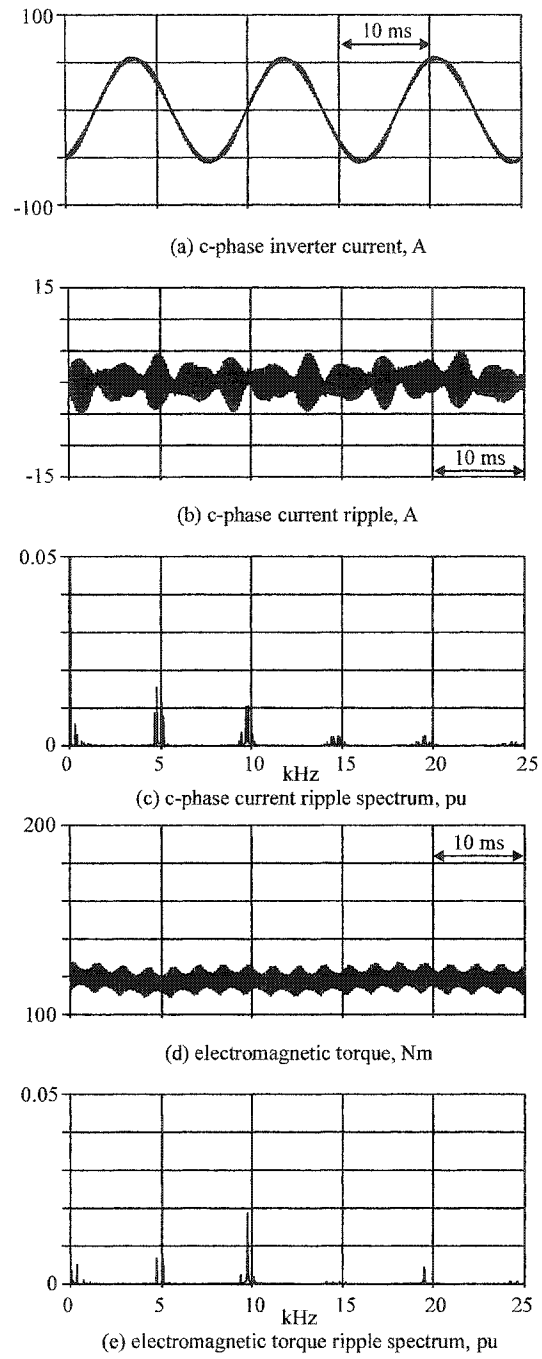 100
10 ms
-100
(a) c-phase inverter current, A
15
10 ms
-15
(b) c-phase current ripple, A
0.05
0
0 5 10 15 20 25
kHz
(c) c-phase current ripple spectrum, pu
200
10 ms
100
(d) electromagnetic torque, Nm
0.05
0
0 5 10 15 20 25
kHz
(e) electromagnetic torque ripple spectrum, pu